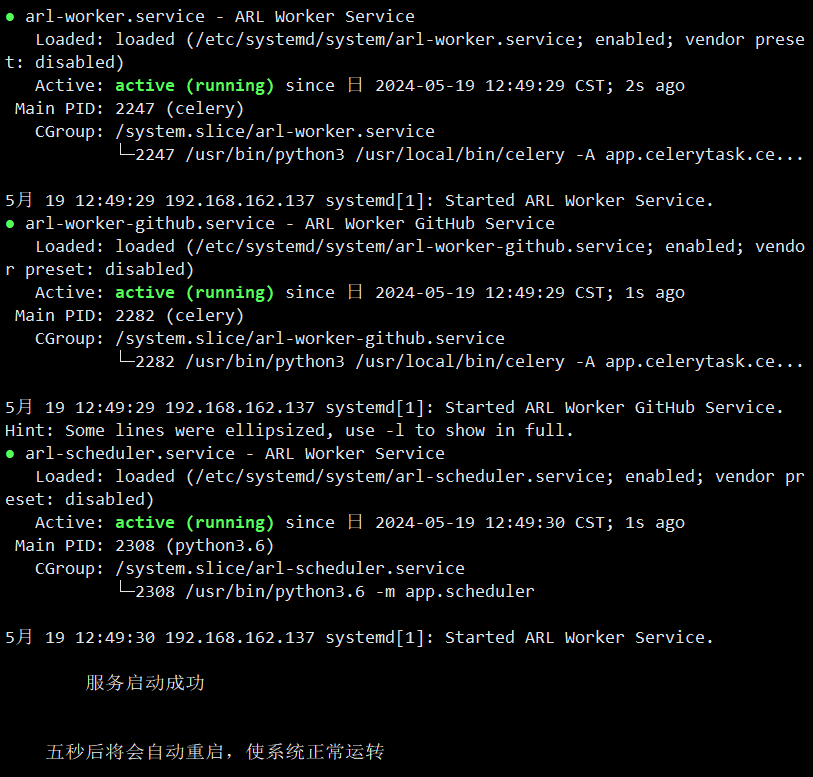 ● arl-worker.service - ARL Worker Service
   Loaded: loaded (/etc/systemd/system/arl-worker.service; enabled; vendor prese
t: disabled)
   Active: active (running) since 日 2024-05-19 12:49:29 CST; 2s ago
 Main PID: 2247 (celery)
   CGroup: /system.slice/arl-worker.service
           └─2247 /usr/bin/python3 /usr/local/bin/celery -A app.celerytask.ce...
5月 19 12:49:29 192.168.162.137 systemd[1]: Started ARL Worker Service.
● arl-worker-github.service - ARL Worker GitHub Service
   Loaded: loaded (/etc/systemd/system/arl-worker-github.service; enabled; vendo
r preset: disabled)
   Active: active (running) since 日 2024-05-19 12:49:29 CST; 1s ago
 Main PID: 2282 (celery)
   CGroup: /system.slice/arl-worker-github.service
           └─2282 /usr/bin/python3 /usr/local/bin/celery -A app.celerytask.ce...
5月 19 12:49:29 192.168.162.137 systemd[1]: Started ARL Worker GitHub Service.
Hint: Some lines were ellipsized, use -l to show in full.
● arl-scheduler.service - ARL Worker Service
   Loaded: loaded (/etc/systemd/system/arl-scheduler.service; enabled; vendor pr
eset: disabled)
   Active: active (running) since 日 2024-05-19 12:49:30 CST; 1s ago
 Main PID: 2308 (python3.6)
   CGroup: /system.slice/arl-scheduler.service
           └─2308 /usr/bin/python3.6 -m app.scheduler
5月 19 12:49:30 192.168.162.137 systemd[1]: Started ARL Worker Service.
服务启动成功
五秒后将会自动重启，使系统正常运转